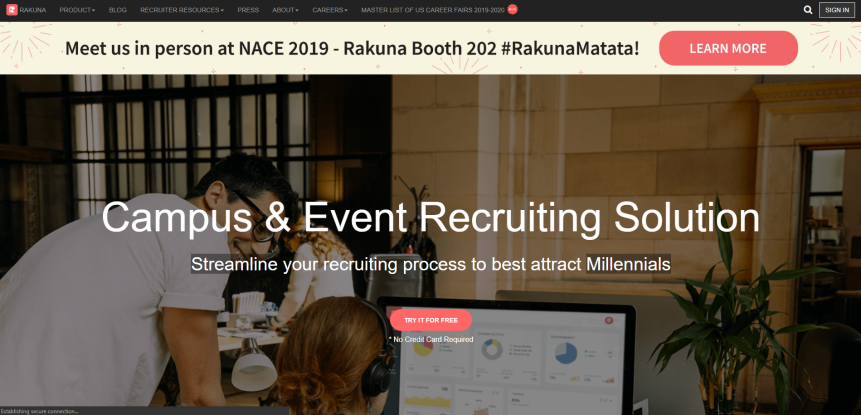 RAKUNA PRODUCT BLOG RECRUITER RESOURCES PRESS ABOUT CAREERS MASTER LIST OF US CAREER FAIRS 2019-2020 SIGN IN
Meet us in person at NACE 2019 - Rakuna Booth 202 #RakunaMatata! LEARN MORE
Campus & Event Recruiting Solution
Streamline your recruiting process to best attract Millennials
TRY IT FOR FREE
* No Credit Card Required
Establishing secure connection...